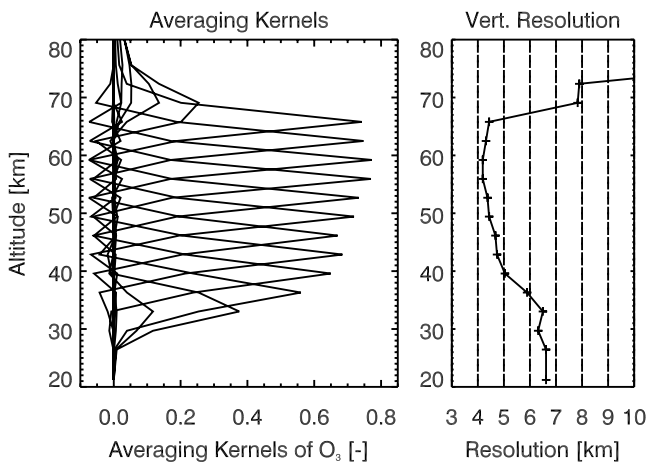 Averaging Kernels
Vert. Resolution
80
70
60
50
40
30
20
Altitude [km]
0.0 0.2 0.4 0.6 0.8
Averaging Kernels of O₃ [-]
80
70
60
50
40
30
20
3 4 5 6 7 8 9 10
Resolution [km]